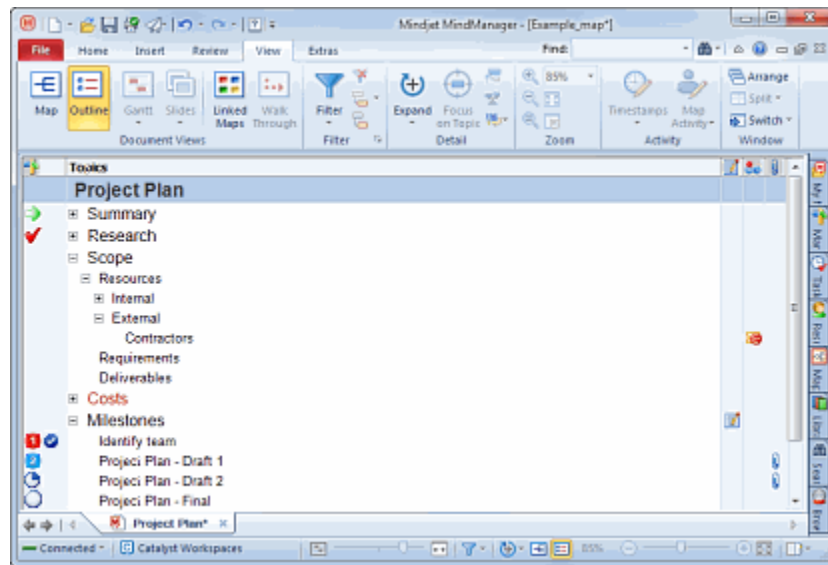 Mindjet MindManager - [Example_map*]
File Home Insert Review View Extras Find:
Map Outline Gantt Slides Linked Maps Walk Through Filter Expand Focus on Topic 85% Timestamps Map Activity Arrange Split Switch
Document Views Filter Detail Zoom Activity Window
Topics
Project Plan
Summary
Research
Scope
Resources
Internal
External
Contractors
Requirements
Deliverables
Costs
Milestones
1 Identify team
2 Project Plan - Draft 1
Project Plan - Draft 2
Project Plan - Final
Project Plan*
Connected Catalyst Workspaces 85%